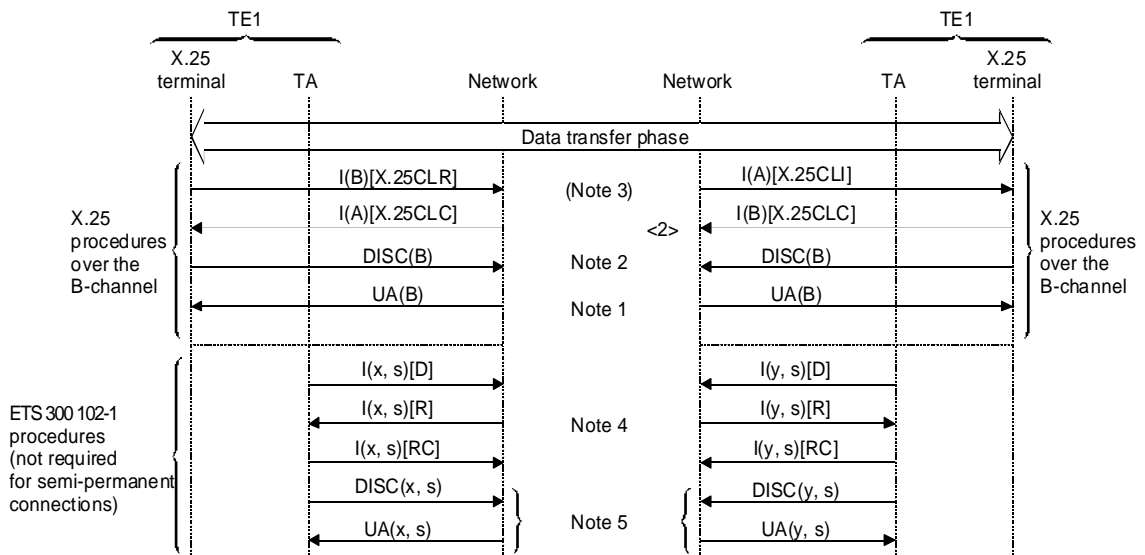 TE1 TE1
X.25 X.25
terminal TA Network Network TA terminal
Data transfer phase
I(B)[X.25CLR] (Note 3) I(A)[X.25CLI]
I(A)[X.25CLC] <2> I(B)[X.25CLC]
X.25
procedures
over the
B-channel
X.25
procedures
over the
B-channel
DISC(B) Note 2 DISC(B)
UA(B) Note 1 UA(B)
I(x, s)[D] I(y, s)[D]
I(x, s)[R] Note 4 I(y, s)[R]
I(x, s)[RC] I(y, s)[RC]
ETS 300 102-1
procedures
(not required
for semi-permanent
connections)
DISC(x, s) Note 5 DISC(y, s)
UA(x, s) UA(y, s)